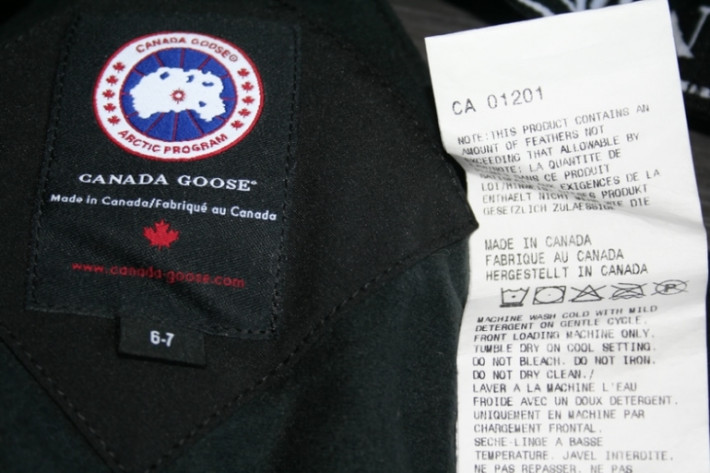 CANADA GOOSE®
ARCTIC PROGRAM
CANADA GOOSE®
Made in Canada/Fabriqué au Canada
www.canada-goose.com
6-7
CA 01201
NOTE:THIS PRODUCT CONTAINS AN
AMOUNT OF FEATHERS NOT
EXCEEDING THAT ALLOWABLE BY
LA QUANTITE DE
CE PRODUIT
EXIGENCES DE LA
ENTHAELT NICHT PRODUKT
GESETZLICH DIE
MADE IN CANADA
FABRIQUE AU CANADA
HERGESTELLT IN CANADA
MACHINE WASH COLD WITH MILD
DETERGENT ON GENTLE CYCLE.
FRONT LOADING MACHINE ONLY.
TUMBLE DRY ON COOL SETTING.
DO NOT BLEACH. DO NOT IRON.
DO NOT DRY CLEAN./
LAVER A LA MACHINE L'EAU
FROIDE AVEC UN DOUX DETERGENT.
UNIQUEMENT EN MACHINE PAR
CHARGEMENT FRONTAL.
SECHE-LINGE A BASSE
TEMPERATURE. JAVEL INTERDITE.
NE PAS REPASSER. NE PAS